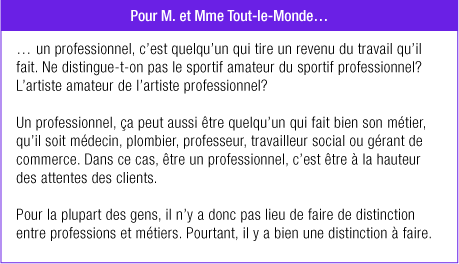 Pour M. et Mme Tout-le-Monde…
… un professionnel, c’est quelqu’un qui tire un revenu du travail qu’il
fait. Ne distingue-t-on pas le sportif amateur du sportif professionnel?
L’artiste amateur de l’artiste professionnel?
Un professionnel, ça peut aussi être quelqu’un qui fait bien son métier,
qu’il soit médecin, plombier, professeur, travailleur social ou gérant de
commerce. Dans ce cas, être un professionnel, c’est être à la hauteur
des attentes des clients.
Pour la plupart des gens, il n’y a donc pas lieu de faire de distinction
entre professions et métiers. Pourtant, il y a bien une distinction à faire.